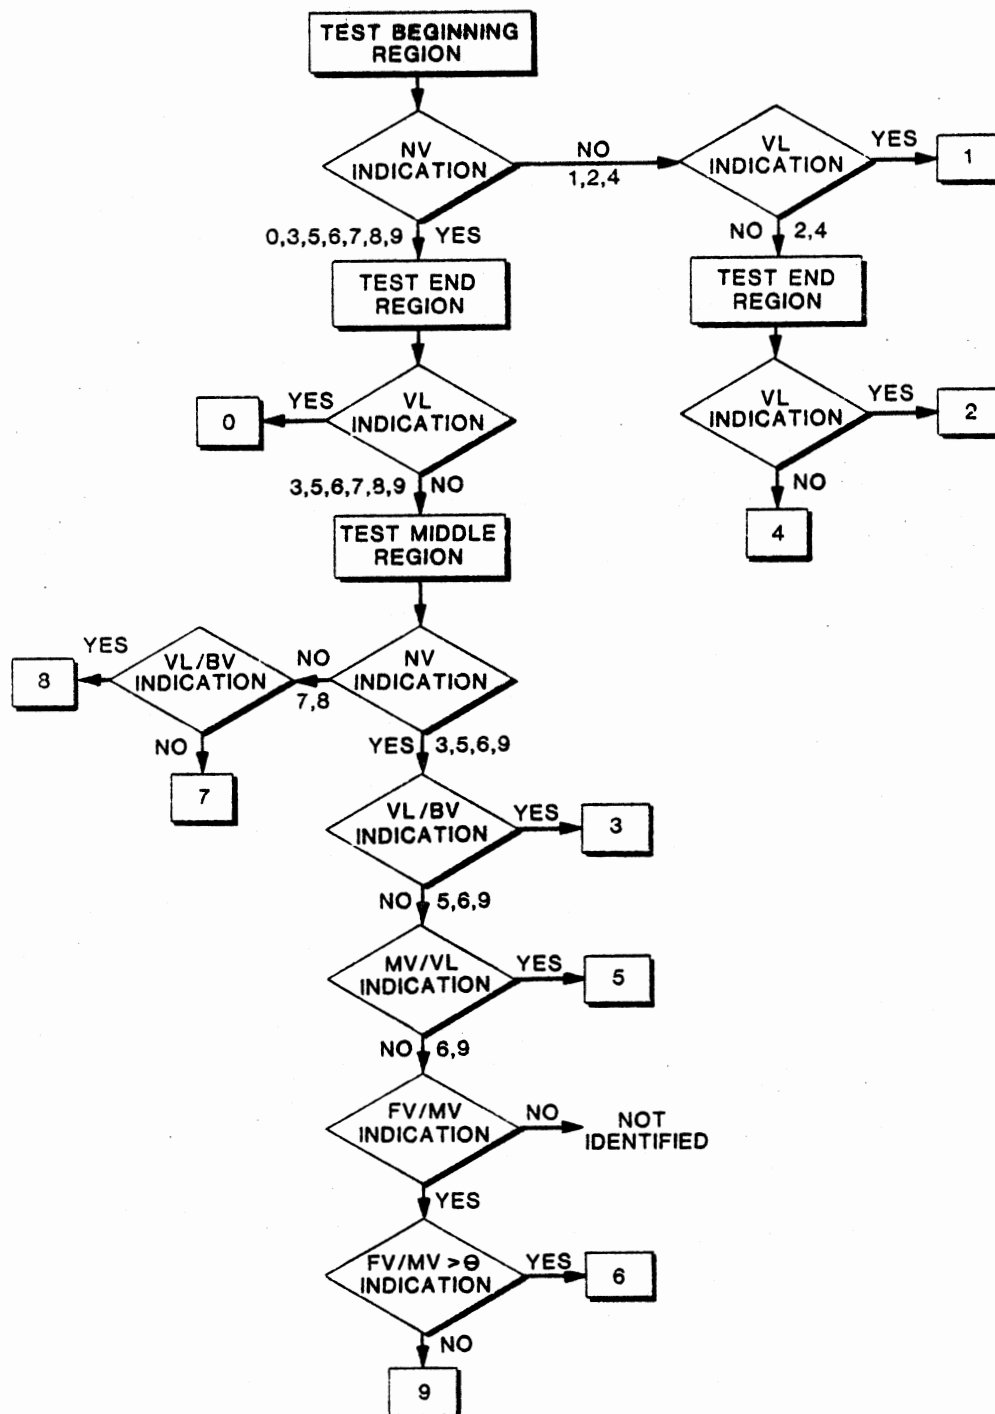 TEST BEGINNING
REGION
NV
INDICATION
NO
1,2,4
VL
INDICATION
YES
1
0,3,5,6,7,8,9
YES
NO
2,4
TEST END
REGION
TEST END
REGION
YES
0
VL
INDICATION
VL
INDICATION
YES
2
3,5,6,7,8,9
NO
NO
4
TEST MIDDLE
REGION
YES
8
VL/BV
INDICATION
NO
7,8
NV
INDICATION
NO
7
YES
3,5,6,9
VL/BV
INDICATION
YES
3
NO
5,6,9
MV/VL
INDICATION
YES
5
NO
6,9
FV/MV
INDICATION
NO
NOT
IDENTIFIED
YES
FV/MV>Θ
INDICATION
YES
6
NO
9